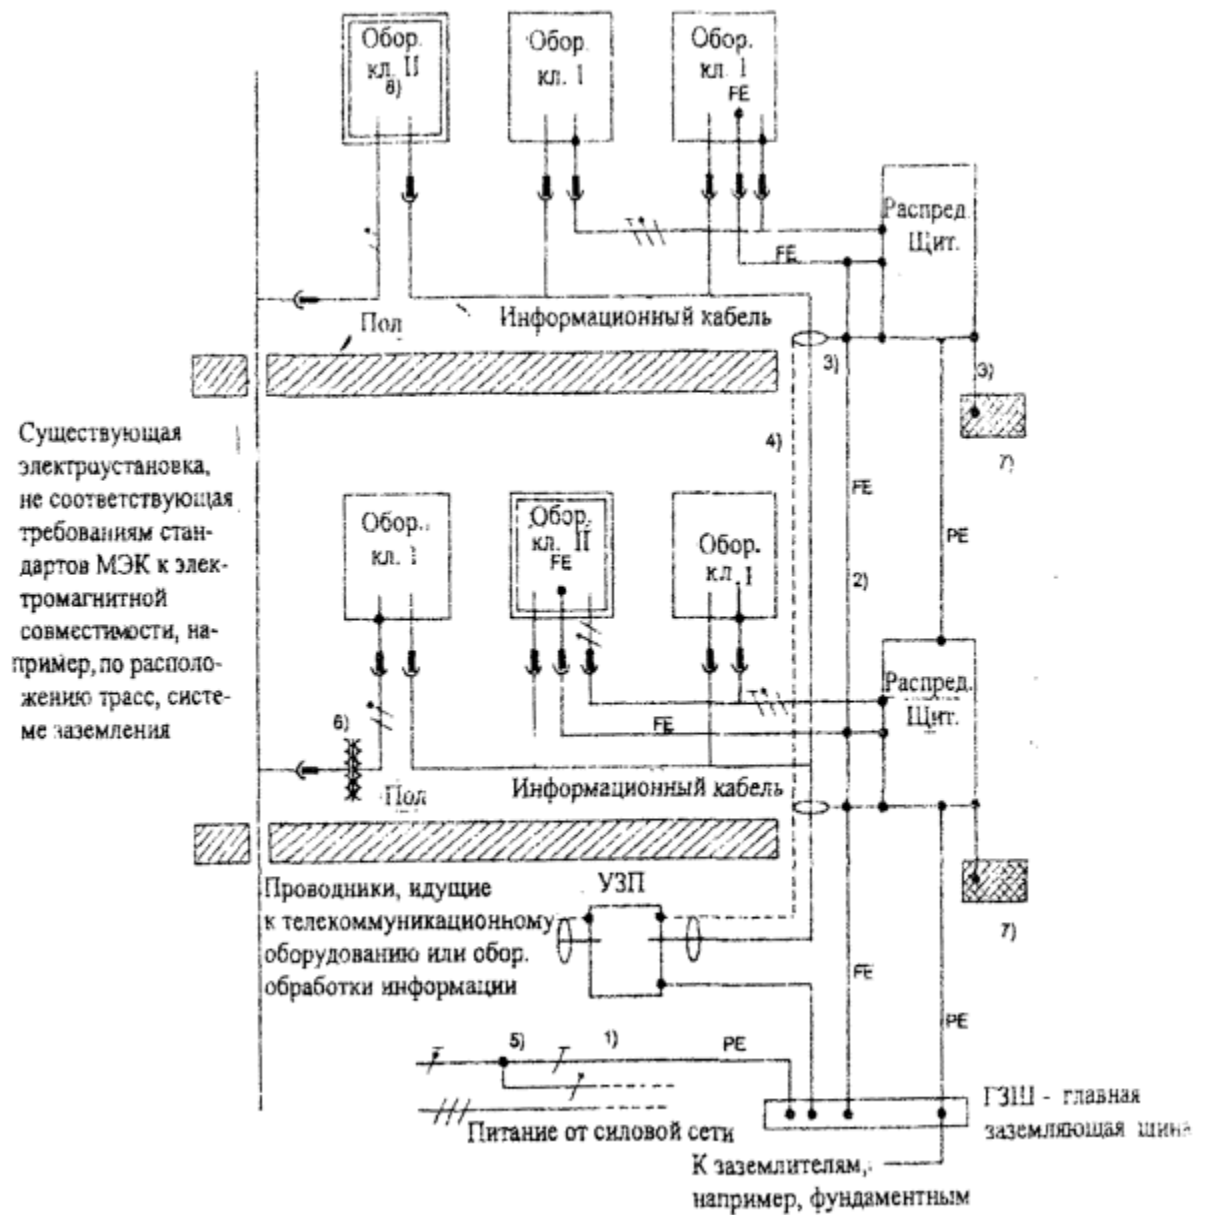 Обор.
кл. II
8)
Обор.
кл. I
Обор.
кл. I
FE
Распред.
Щит.
FE
Пол
Информационный кабель
3)
3)
4)
7)
FE
PE
2)
Существующая
электроустановка,
не соответствующая
требованиям стан-
дартов МЭК к элек-
тромагнитной
совместимости, на-
пример, по располо-
жению трасс, систе-
ме заземления
Обор.
кл. I
Обор.
кл. II
FE
Обор.
кл. I
Распред.
Щит.
FE
6)
Пол
Информационный кабель
7)
Проводники, идущие
к телекоммуникационному
оборудованию или обор.
обработки информации
УЗП
FE
PE
5)
1)
PE
Питание от силовой сети
ГЗШ - главная
заземляющая шина
К заземлителям,
например, фундаментным